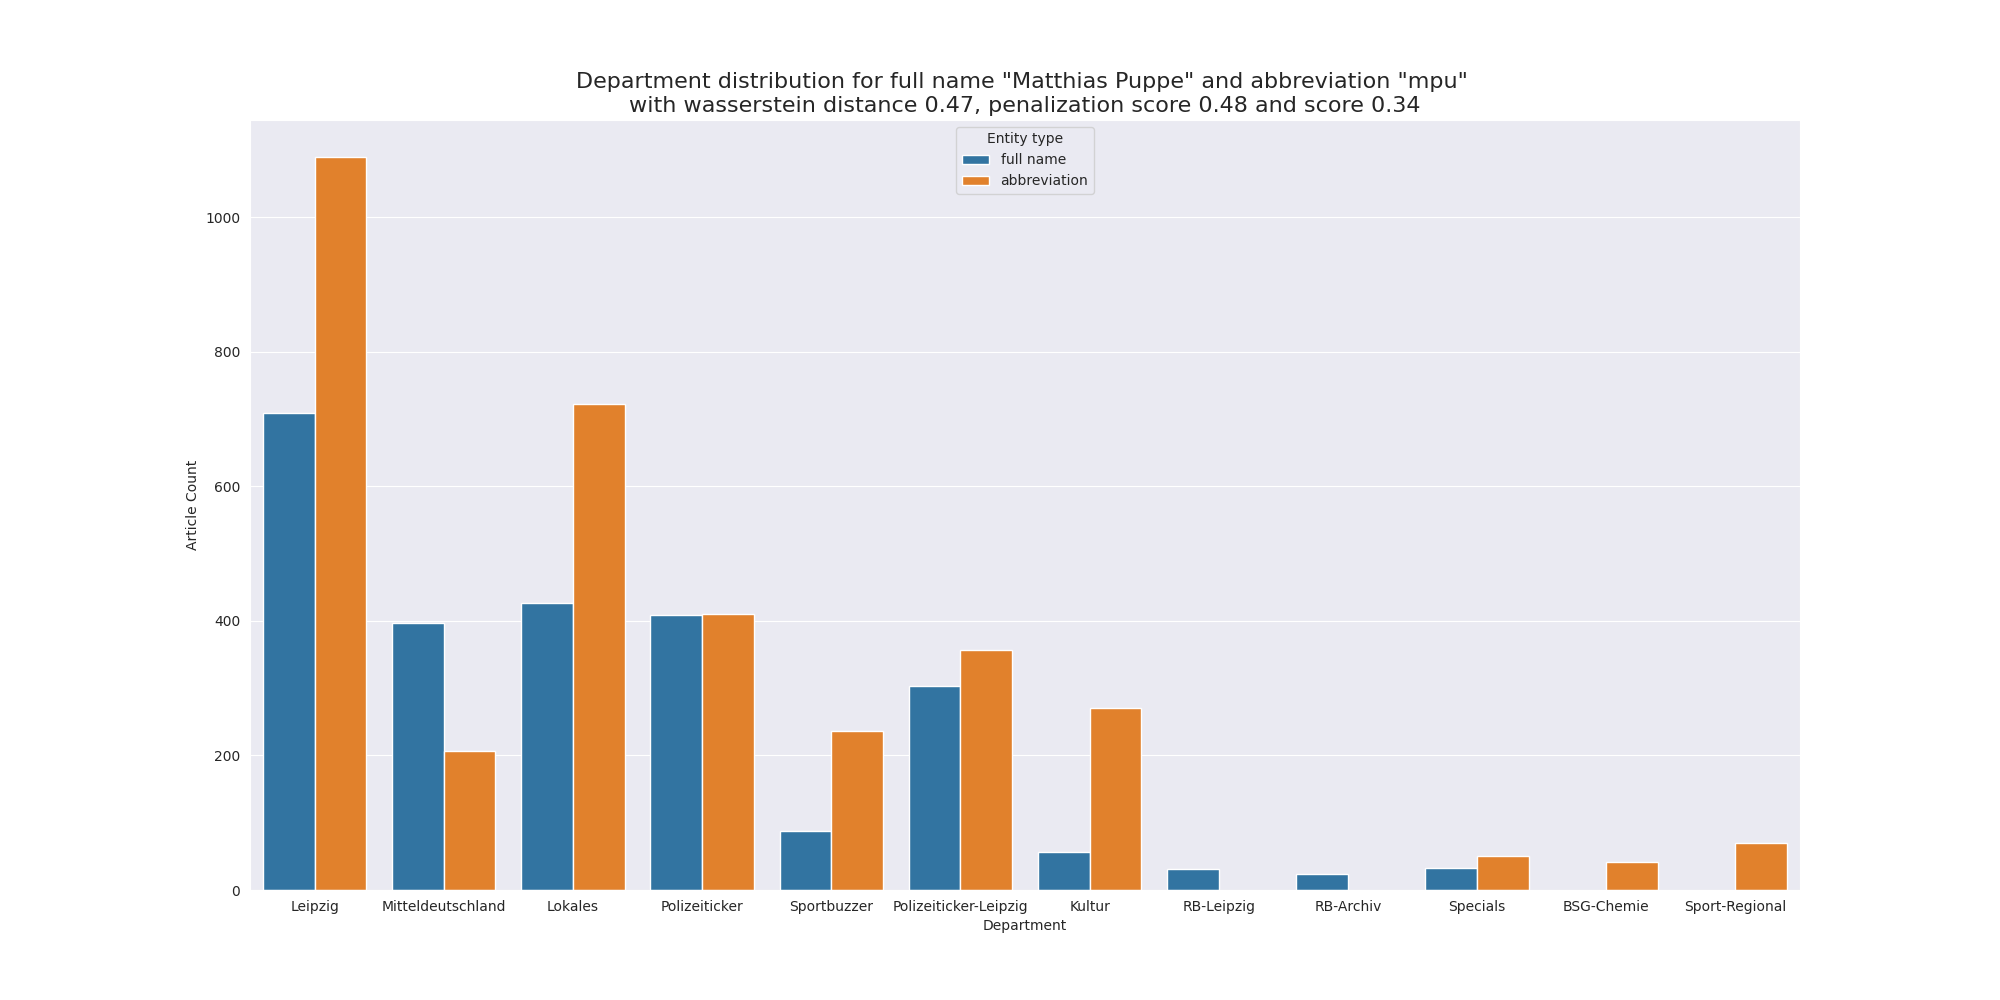 Department distribution for full name "Matthias Puppe" and abbreviation "mpu"
with wasserstein distance 0.47, penalization score 0.48 and score 0.34
Entity type
full name
abbreviation
1000
800
600
400
200
0
Article Count
Leipzig
Mitteldeutschland
Lokales
Polizeiticker
Sportbuzzer
Polizeiticker-Leipzig
Kultur
RB-Leipzig
RB-Archiv
Specials
BSG-Chemie
Sport-Regional
Department